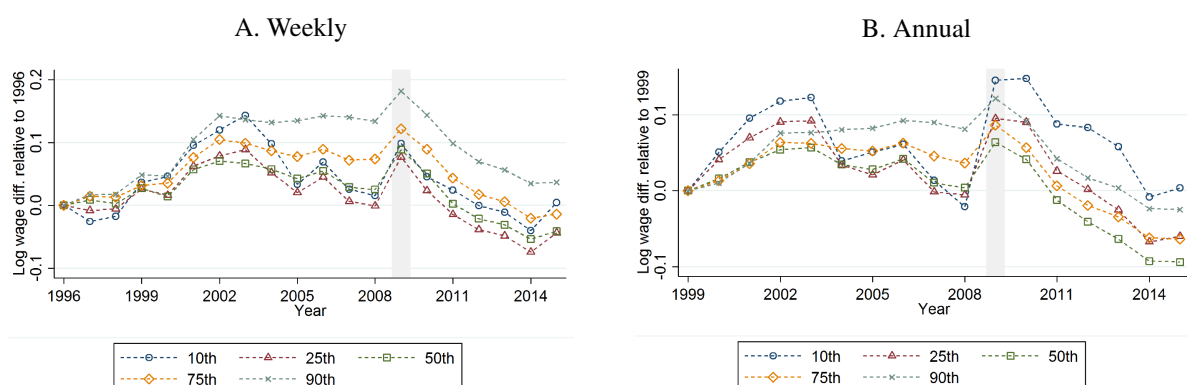 A. Weekly
Log wage diff. relative to 1996
0.2
0.1
0.0
-0.1
1996 1999 2002 2005 2008 2011 2014
Year
10th 25th 50th
75th 90th
B. Annual
Log wage diff. relative to 1999
0.1
0.0
-0.1
1999 2002 2005 2008 2011 2014
Year
10th 25th 50th
75th 90th